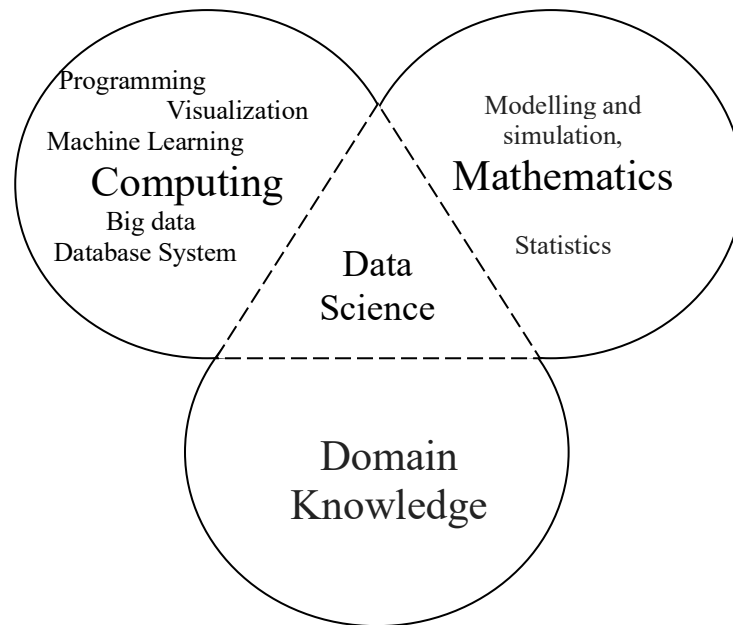 Programming
Visualization
Machine Learning
Computing
Big data
Database System
Modelling and
simulation,
Mathematics
Statistics
Data
Science
Domain
Knowledge